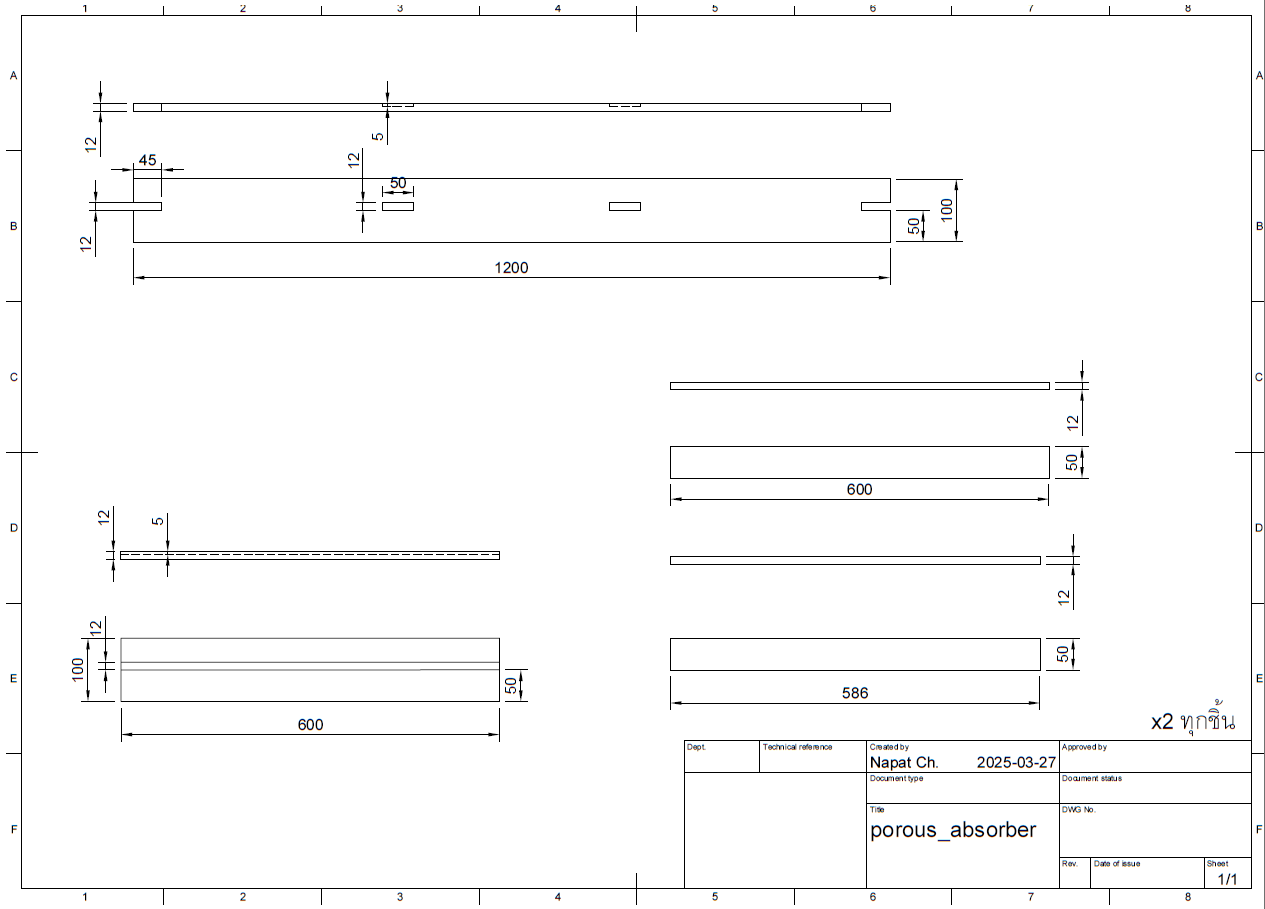 1 2 3 4 5 6 7 8
A A
12
5
12
45
50
B B
100
50
12
1200
C C
12
50
600
D D
12 5
12
12
100
50
50
E E
586
600
x2 ทุกชิ้น
Dept. Technical reference Created by Approved by
Napat Ch. 2025-03-27
Document type Document status
Title DWG No.
porous_absorber
F F
Rev. Date of issue Sheet
1/1
1 2 3 4 5 6 7 8